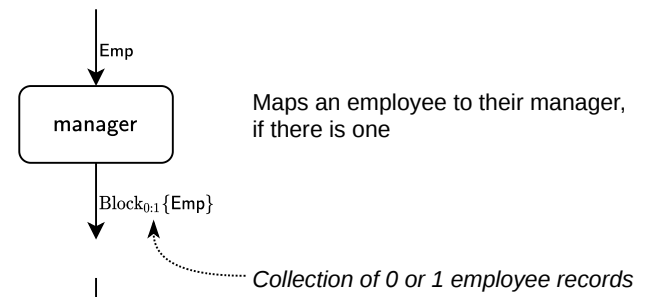 Emp
manager
Maps an employee to their manager,
if there is one
Block₀:₁{Emp}
Collection of 0 or 1 employee records